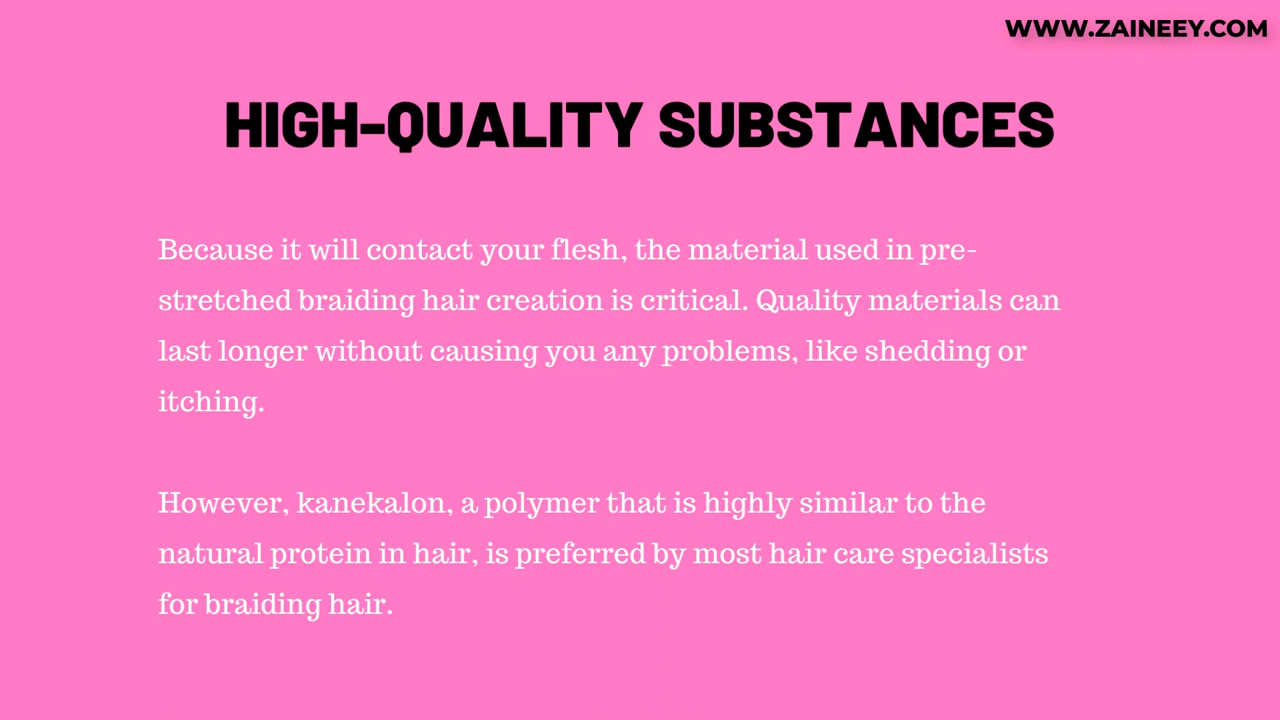 WWW.ZAINEEY.COM
HIGH-QUALITY SUBSTANCES
Because it will contact your flesh, the material used in pre-
stretched braiding hair creation is critical. Quality materials can
last longer without causing you any problems, like shedding or
itching.
However, kanekalon, a polymer that is highly similar to the
natural protein in hair, is preferred by most hair care specialists
for braiding hair.